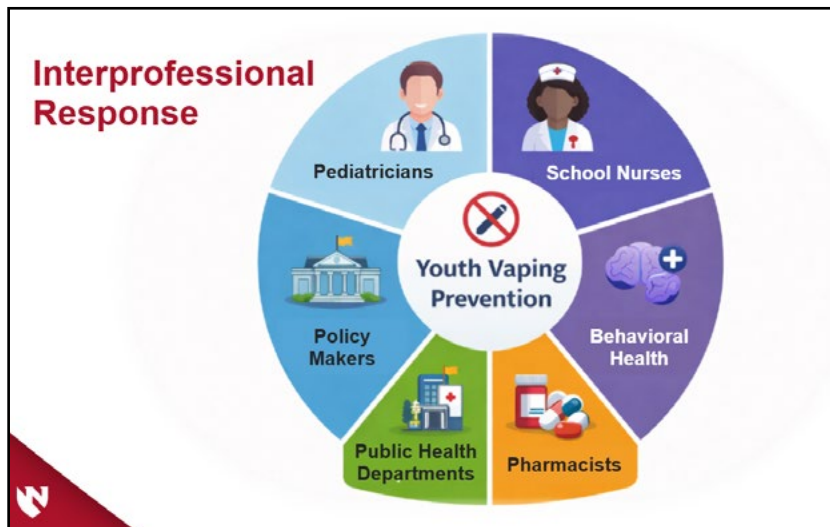 Interprofessional
Response
Pediatricians
School Nurses
Youth Vaping
Prevention
Policy
Makers
Behavioral
Health
Public Health
Departments
Pharmacists
N